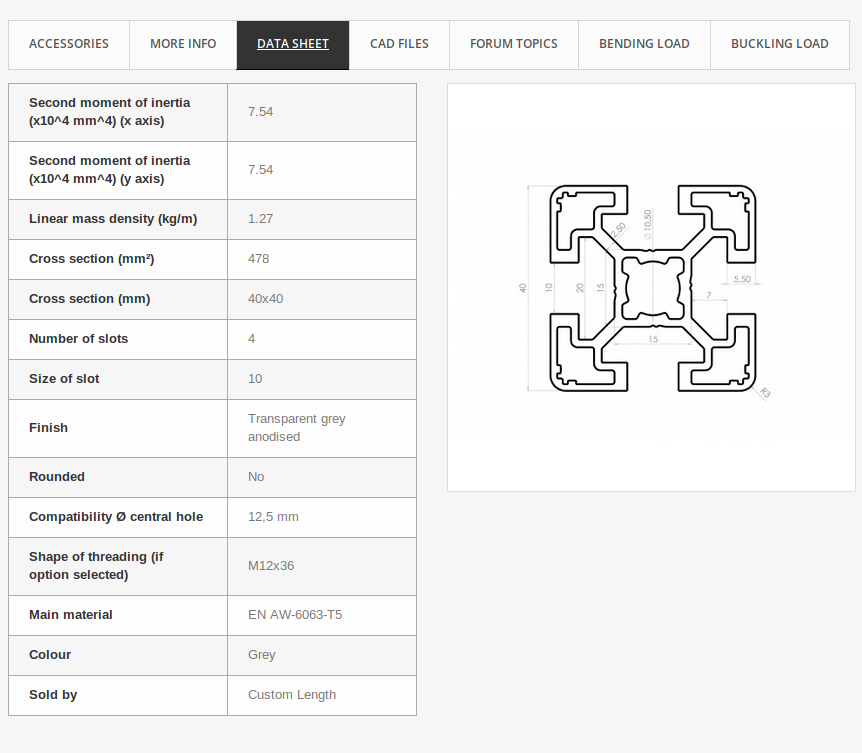 ACCESSORIES MORE INFO DATA SHEET CAD FILES FORUM TOPICS BENDING LOAD BUCKLING LOAD
Second moment of inertia
(x10^4 mm^4) (x axis) 7.54
Second moment of inertia
(x10^4 mm^4) (y axis) 7.54
Linear mass density (kg/m) 1.27
Cross section (mm²) 478
Cross section (mm) 40x40
Number of slots 4
Size of slot 10
Finish Transparent grey
anodised
Rounded No
Compatibility Ø central hole 12,5 mm
Shape of threading (if
option selected) M12x36
Main material EN AW-6063-T5
Colour Grey
Sold by Custom Length
2,50
∅10,50
40
10
20
15
5,50
7
15
R3